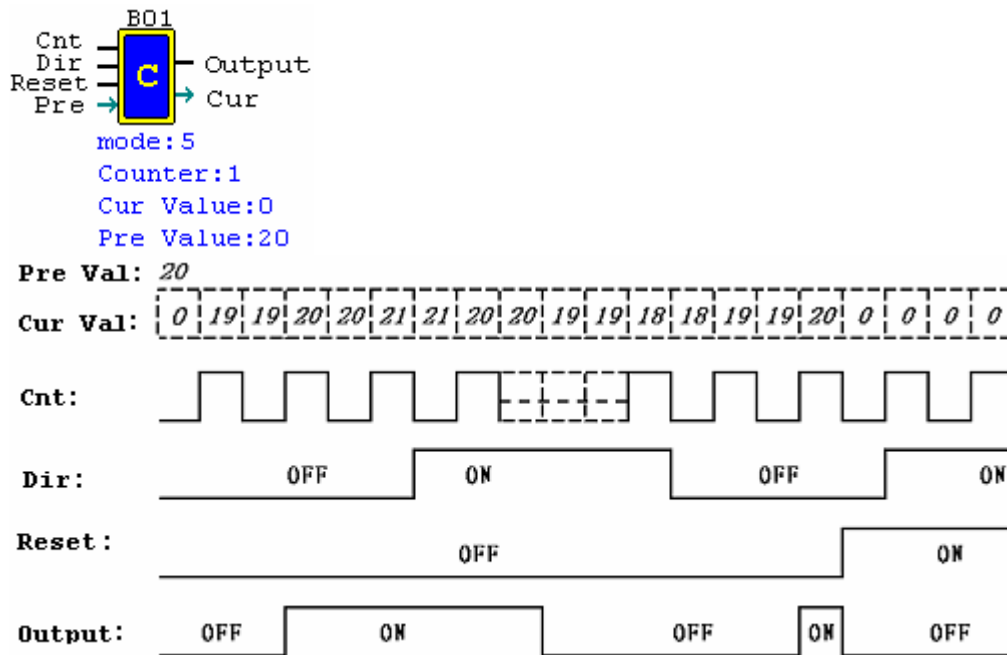 B01
Cnt
Dir
Reset
Pre
C
Output
Cur
mode:5
Counter:1
Cur Value:0
Pre Value:20
Pre Val: 20
Cur Val: 0 19 19 20 20 21 21 20 20 19 19 18 18 19 19 20 0 0 0 0
Cnt:
Dir: OFF ON OFF ON
Reset: OFF ON
Output: OFF ON OFF ON OFF